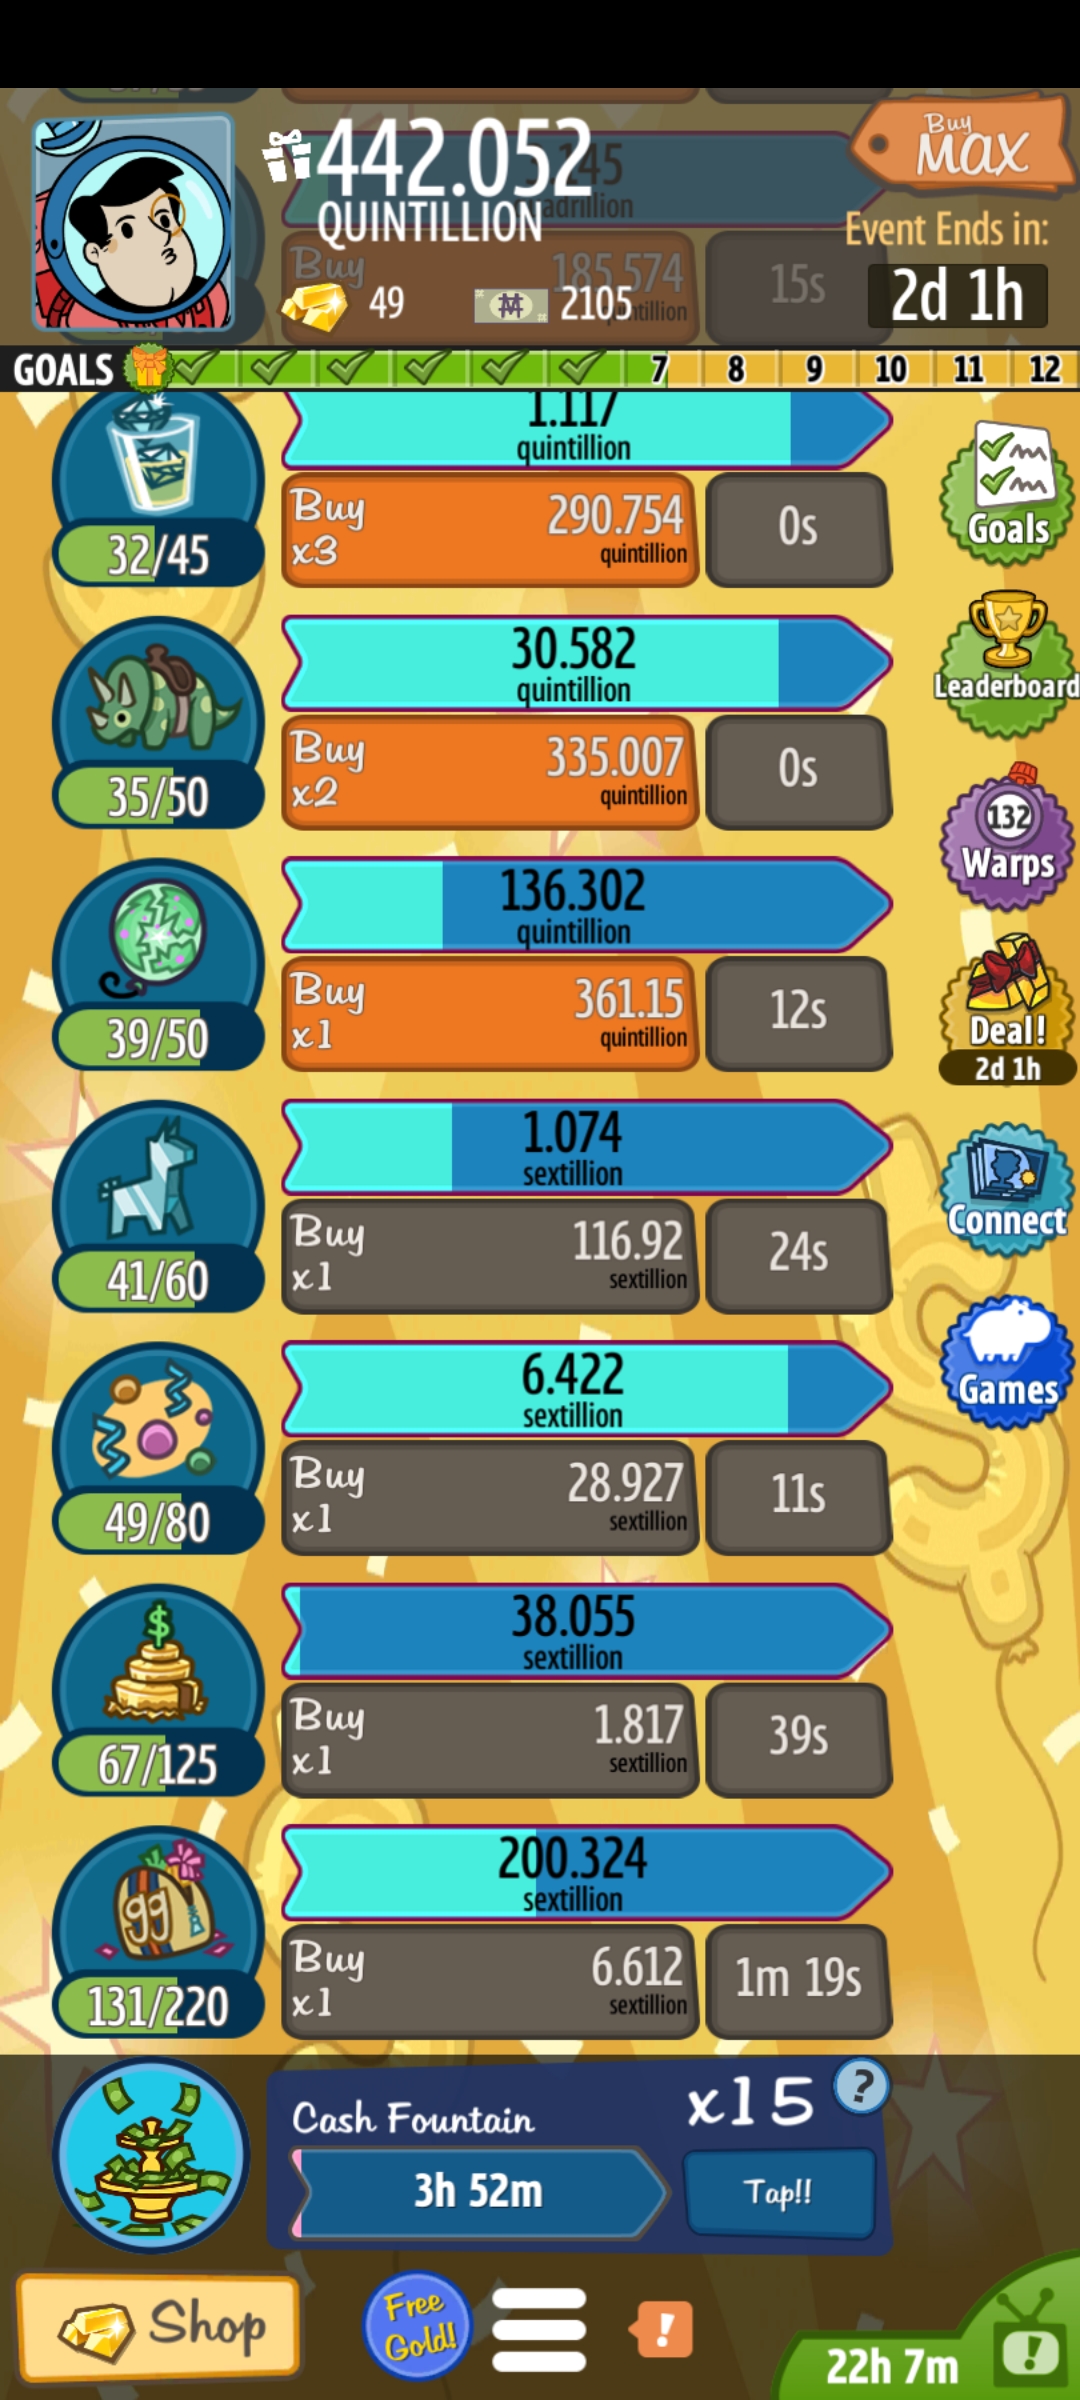 442.052
QUINTILLION
Buy
MAX
Event Ends in:
2d 1h
49
2105
Buy
185.574
15s
GOALS
7
8
9
10
11
12
1.117
quintillion
32/45
Buy
x3
290.754
quintillion
0s
Goals
30.582
quintillion
35/50
Buy
x2
335.007
quintillion
0s
Leaderboard
136.302
quintillion
39/50
Buy
x1
361.15
quintillion
12s
132
Warps
Deal!
2d 1h
1.074
sextillion
41/60
Buy
x1
116.92
sextillion
24s
Connect
6.422
sextillion
49/80
Buy
x1
28.927
sextillion
11s
Games
$
38.055
sextillion
67/125
Buy
x1
1.817
sextillion
39s
99
200.324
sextillion
131/220
Buy
x1
6.612
sextillion
1m 19s
Cash Fountain
x15
?
3h 52m
Tap!!
Shop
Free
Gold!
!
22h 7m
!